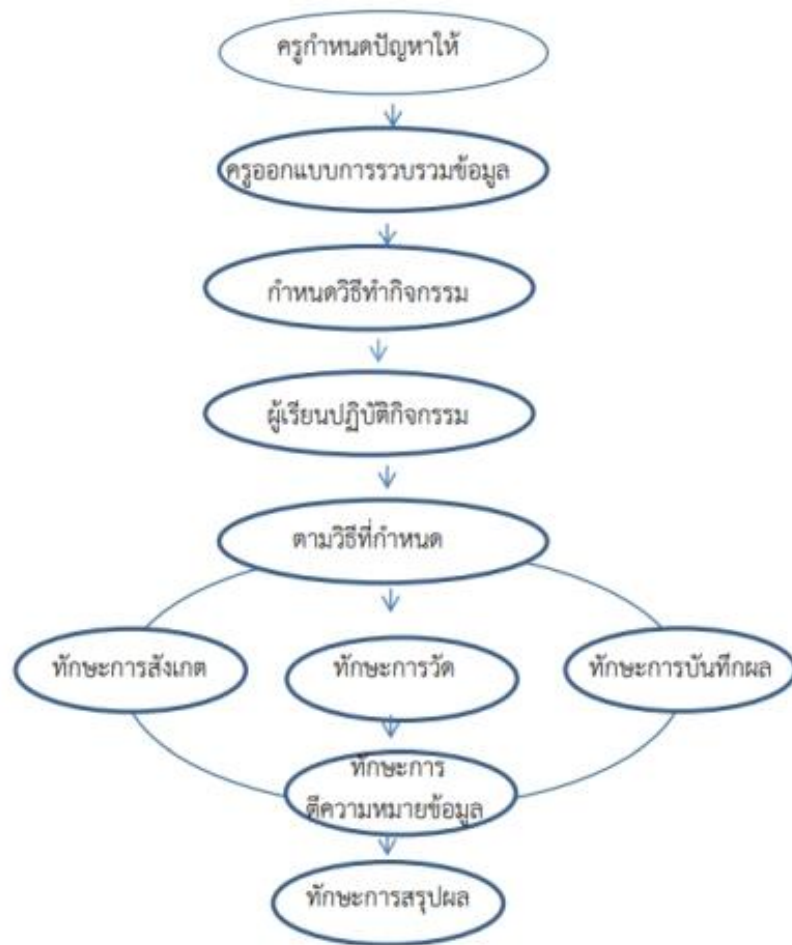 ครูกำหนดปัญหาให้
ครูออกแบบการรวบรวมข้อมูล
กำหนดวิธีทำกิจกรรม
ผู้เรียนปฏิบัติกิจกรรม
ตามวิธีที่กำหนด
ทักษะการสังเกต
ทักษะการวัด
ทักษะการบันทึกผล
ทักษะการ
ตีความหมายข้อมูล
ทักษะการสรุปผล